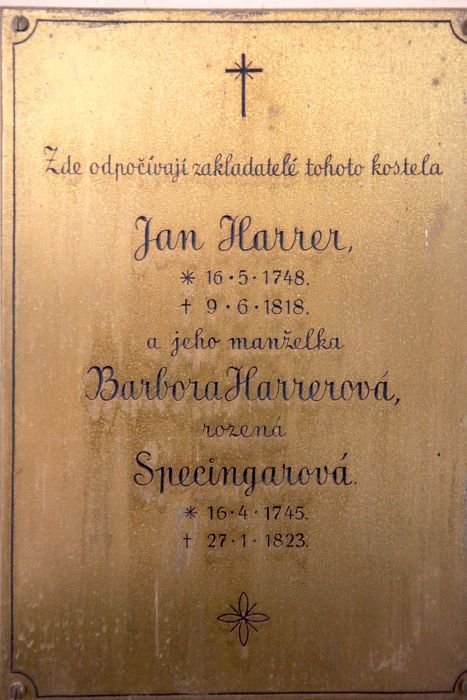 Zde odpočívají zakladatelé tohoto kostela
Jan Harrer,
* 16·5·1748.
† 9·6·1818.
a jeho manželka
Barbora Harrerová,
rozená
Specingarová.
* 16·4·1745.
† 27·1·1823.